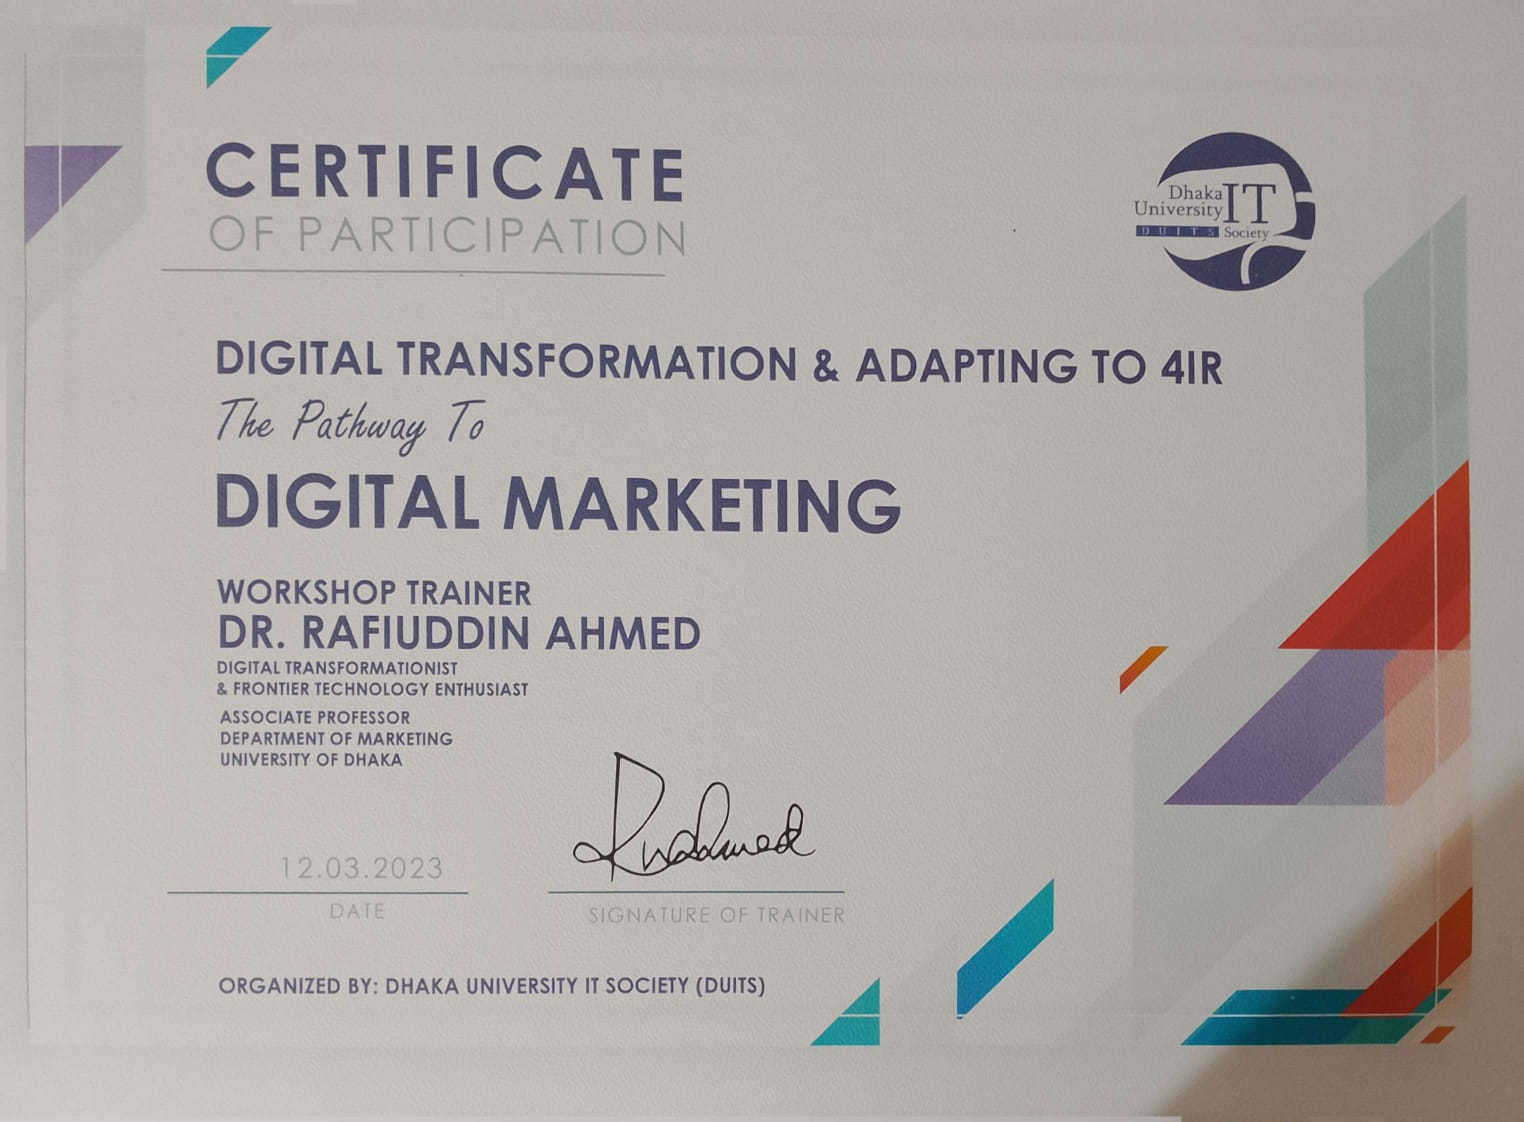 CERTIFICATE
OF PARTICIPATION
Dhaka
University
IT
DUITS
Society
DIGITAL TRANSFORMATION & ADAPTING TO 4IR
The Pathway To
DIGITAL MARKETING
WORKSHOP TRAINER
DR. RAFIUDDIN AHMED
DIGITAL TRANSFORMATIONIST
& FRONTIER TECHNOLOGY ENTHUSIAST
ASSOCIATE PROFESSOR
DEPARTMENT OF MARKETING
UNIVERSITY OF DHAKA
12.03.2023
DATE
SIGNATURE OF TRAINER
ORGANIZED BY: DHAKA UNIVERSITY IT SOCIETY (DUITS)